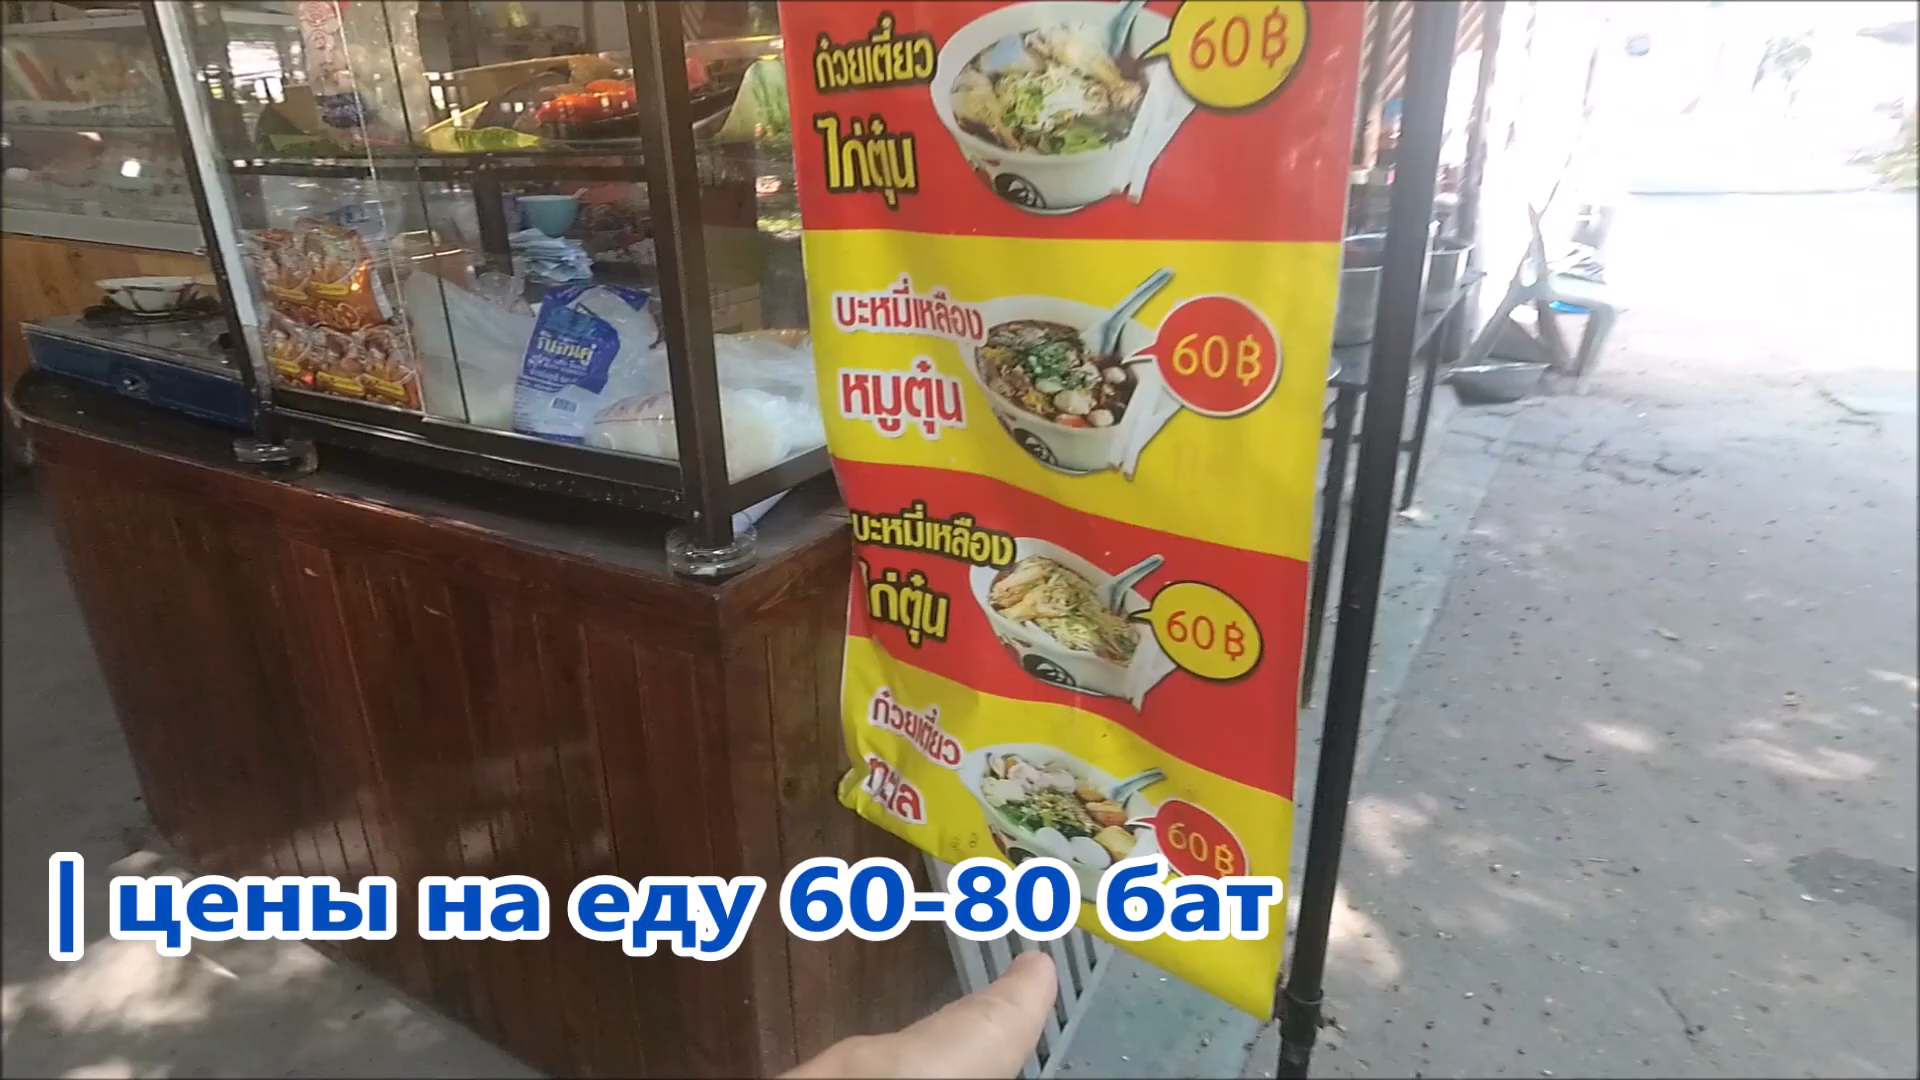 ก๋วยเตี๋ยว
ไก่ตุ๋น
60฿
บะหมี่เหลือง
หมูตุ๋น
60฿
บะหมี่เหลือง
ไก่ตุ๋น
60฿
ก๋วยเตี๋ยว
ทะเล
60฿
| цены на еду 60-80 бат